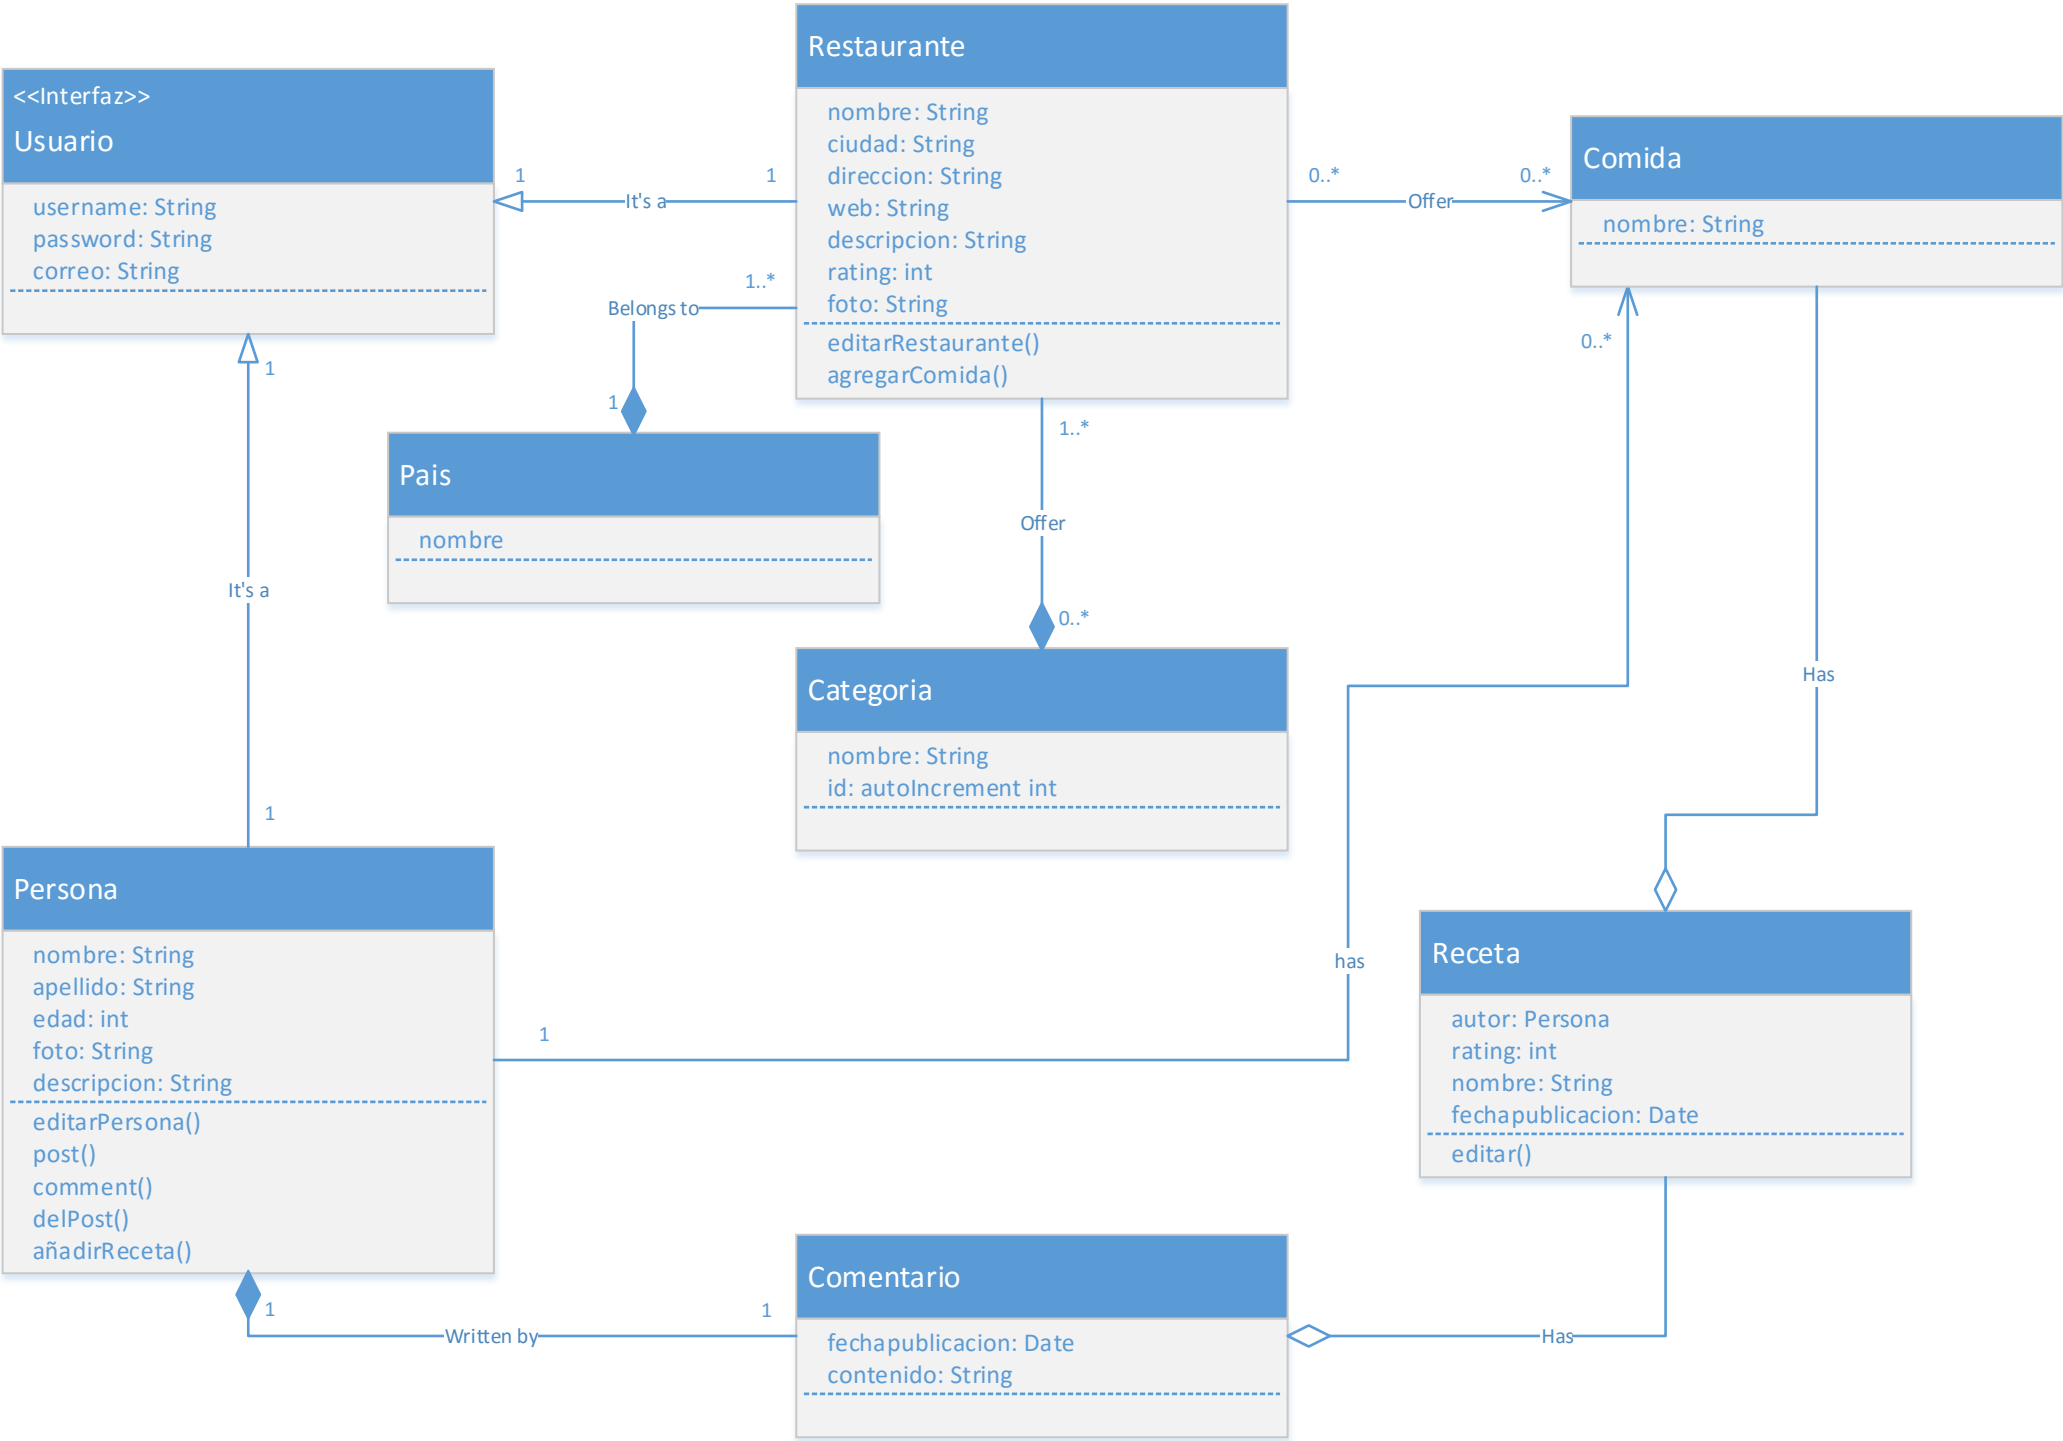 <<Interfaz>>
Usuario
username: String
password: String
correo: String
1
It's a
1
Restaurante
nombre: String
ciudad: String
direccion: String
web: String
descripcion: String
rating: int
foto: String
editarRestaurante()
agregarComida()
0..*
Offer
0..*
Comida
nombre: String
1..*
Belongs to
1
Pais
nombre
1..*
Offer
0..*
Categoria
nombre: String
id: autoIncrement int
1
It's a
1
Persona
nombre: String
apellido: String
edad: int
foto: String
descripcion: String
editarPersona()
post()
comment()
delPost()
añadirReceta()
1
has
0..*
Has
Receta
autor: Persona
rating: int
nombre: String
fechapublicacion: Date
editar()
1
Written by
1
Comentario
fechapublicacion: Date
contenido: String
Has